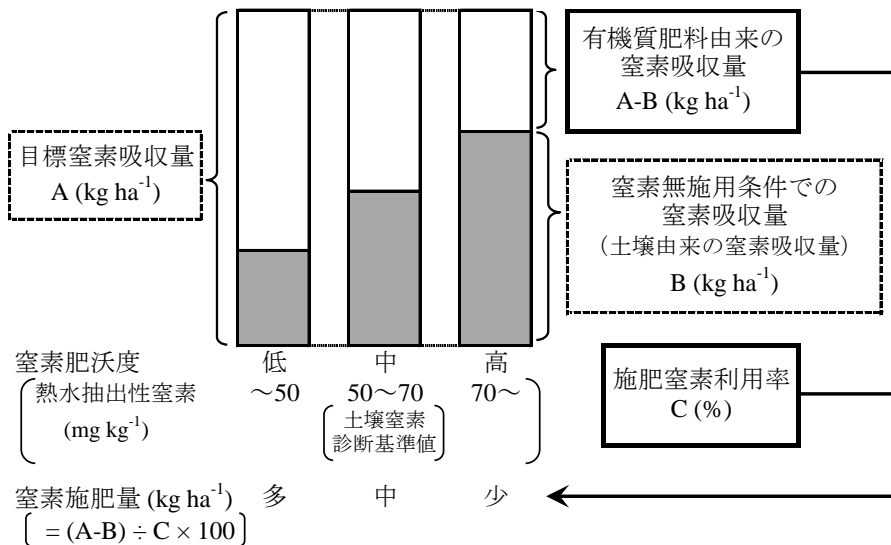 有機質肥料由来の
窒素吸収量
A-B (kg ha⁻¹)
目標窒素吸収量
A (kg ha⁻¹)
窒素無施用条件での
窒素吸収量
（土壌由来の窒素吸収量）
B (kg ha⁻¹)
窒素肥沃度 低 中 高
熱水抽出性窒素 ～50 50～70 70～
(mg kg⁻¹)
土壌窒素
診断基準値
施肥窒素利用率
C (%)
窒素施肥量 (kg ha⁻¹) 多 中 少
= (A-B) ÷ C × 100